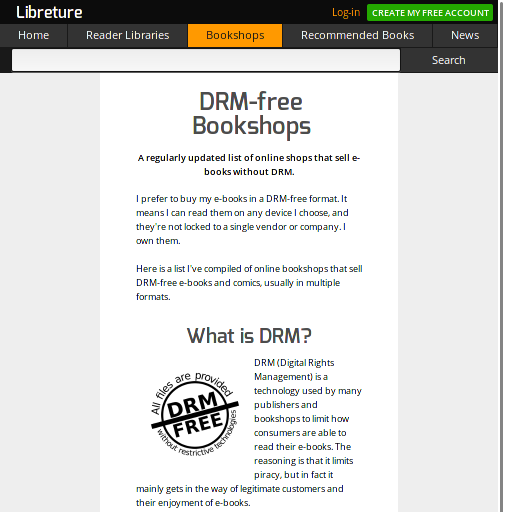 Libreture
Log-in
CREATE MY FREE ACCOUNT
Home
Reader Libraries
Bookshops
Recommended Books
News
Search
DRM-free
Bookshops
A regularly updated list of online shops that sell e-
books without DRM.
I prefer to buy my e-books in a DRM-free format. It
means I can read them on any device I choose, and
they're not locked to a single vendor or company. I
own them.
Here is a list I've compiled of online bookshops that sell
DRM-free e-books and comics, usually in multiple
formats.
What is DRM?
All files are provided
DRM
FREE
without restrictive technologies
DRM (Digital Rights
Management) is a
technology used by many
publishers and
bookshops to limit how
consumers are able to
read their e-books. The
reasoning is that it limits
piracy, but in fact it
mainly gets in the way of legitimate customers and
their enjoyment of e-books.